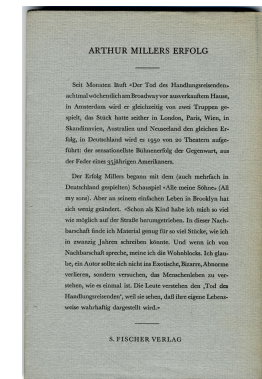 ARTHUR MILLERS ERFOLG
Seit Monaten läuft «Der Tod des Handlungsreisenden»
achtmal wöchentlich am Broadway vor ausverkauftem Hause,
in Amsterdam wird er gleichzeitig von zwei Truppen ge-
spielt, das Stück hatte seither in London, Paris, Wien, in
Skandinavien, Australien und Neuseeland den gleichen Er-
folg, in Deutschland wird er 1950 von 20 Theatern aufge-
führt: der sensationellste Bühnenerfolg der Gegenwart, aus
der Feder eines 35jährigen Amerikaners.
Der Erfolg Millers begann mit dem (auch mehrfach in
Deutschland gespielten) Schauspiel «Alle meine Söhne» (All
my sons). Aber an seinem einfachen Leben in Brooklyn hat
sich wenig geändert. «Schon als Kind habe ich mich so viel
wie möglich auf der Straße herumgetrieben. In dieser Nach-
barschaft finde ich Material genug für so viel Stücke, wie ich
in zwanzig Jahren schreiben könnte. Und wenn ich von
Nachbarschaft spreche, meine ich die Wohnblocks. Ich glau-
be, ein Autor sollte sich nicht ins Exotische, Bizarre, Abnorme
verlieren, sondern versuchen, das Menschenleben zu ver-
stehen, wie es einmal ist. Die Leute verstehen den ‚Tod des
Handlungsreisenden‘, weil sie sehen, daß ihre eigene Lebens-
weise wahrhaftig dargestellt wird.»
S. FISCHER VERLAG